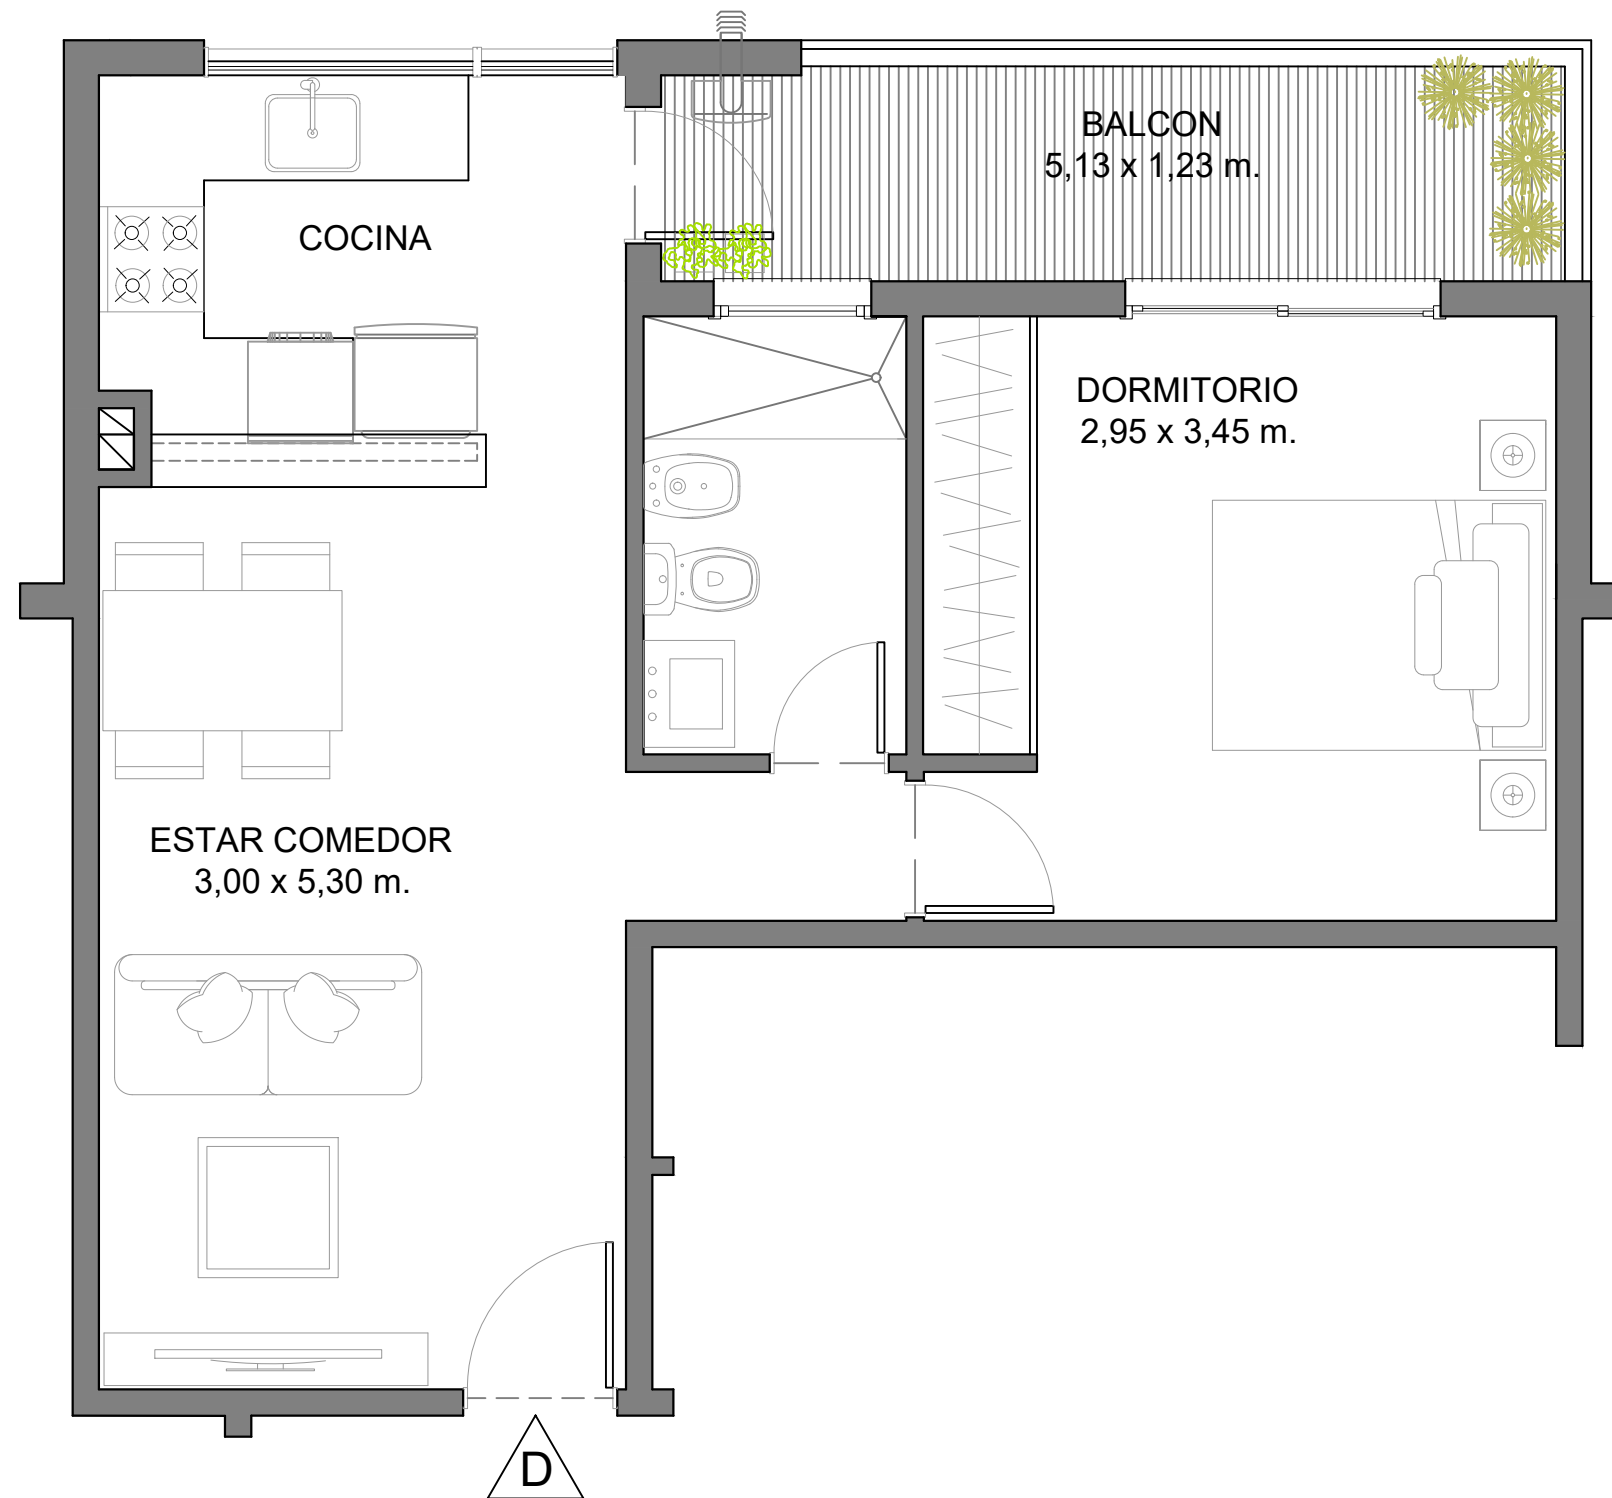 BALCON
5,13 x 1,23 m.
COCINA
DORMITORIO
2,95 x 3,45 m.
ESTAR COMEDOR
3,00 x 5,30 m.
D